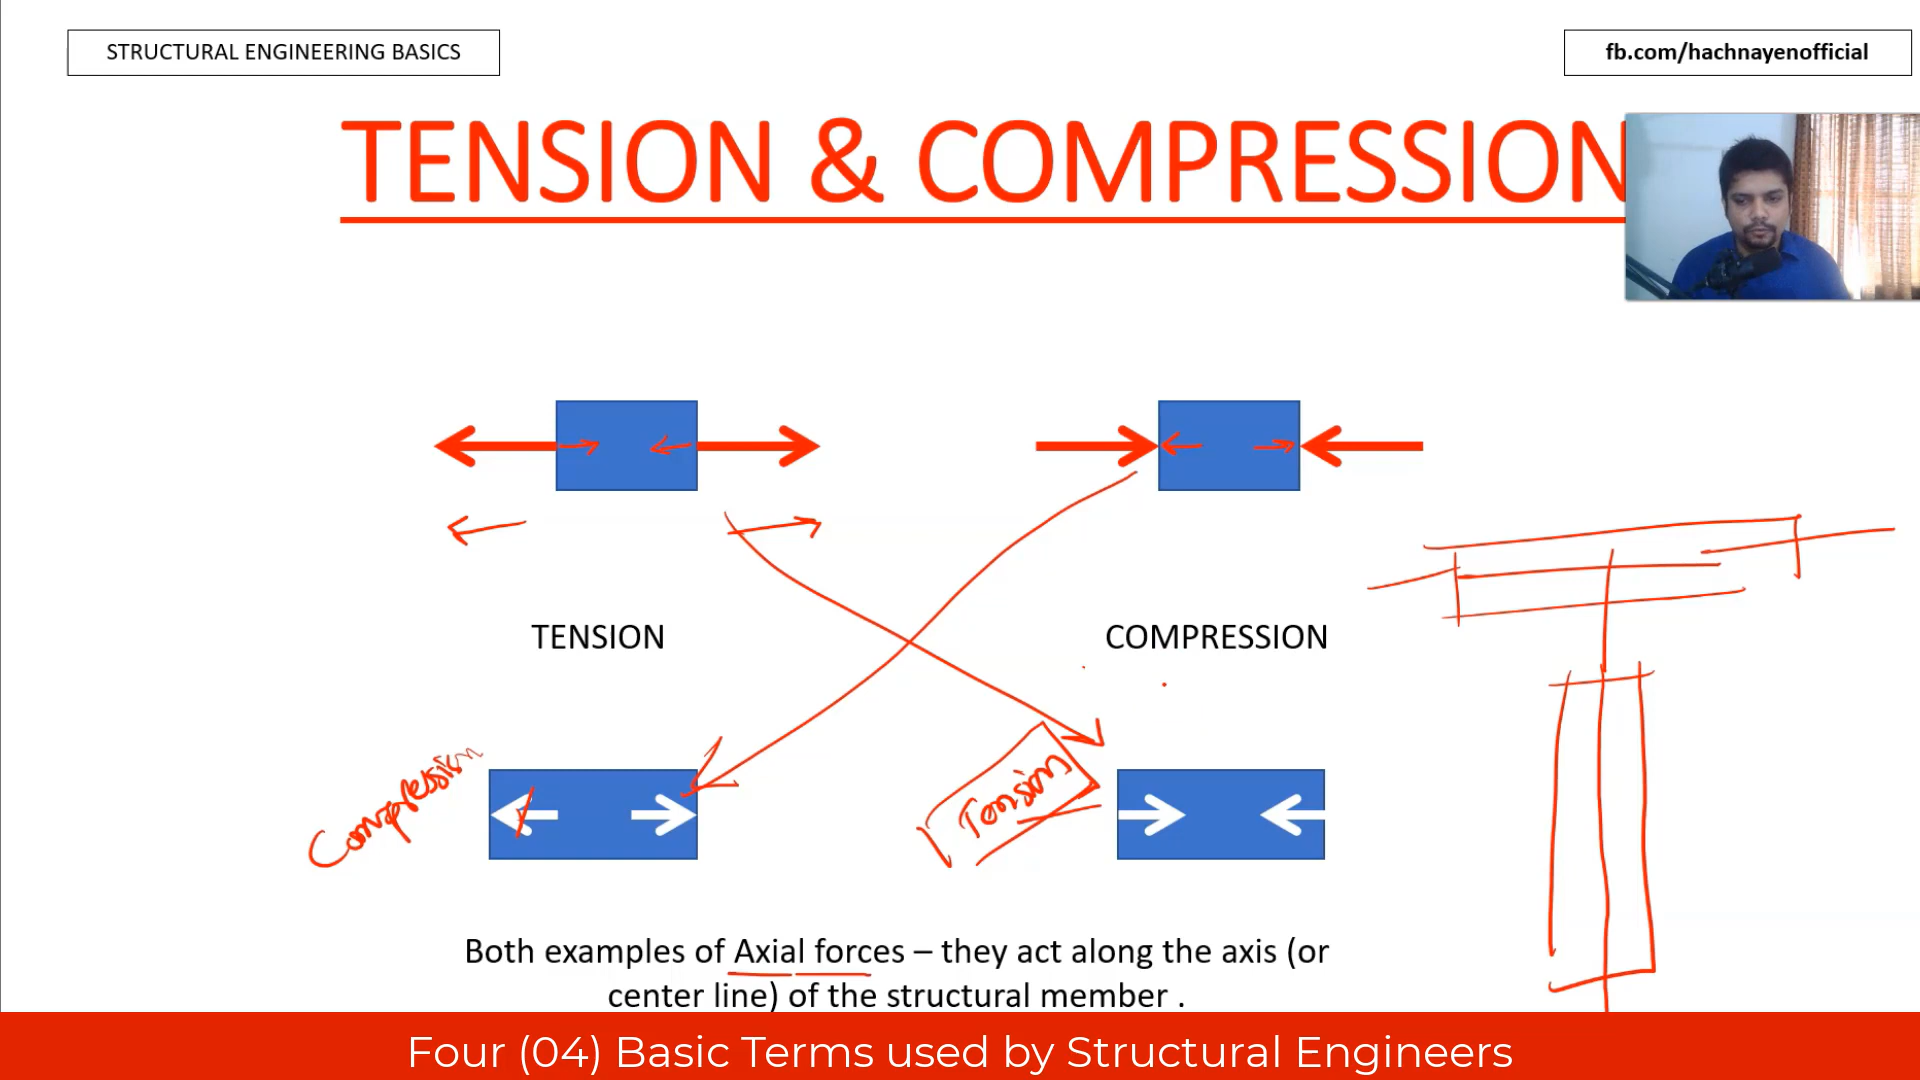 STRUCTURAL ENGINEERING BASICS
fb.com/hachnayenofficial
TENSION & COMPRESSION
TENSION
COMPRESSION
Compression
Tension
Both examples of Axial forces – they act along the axis (or
center line) of the structural member .
Four (04) Basic Terms used by Structural Engineers